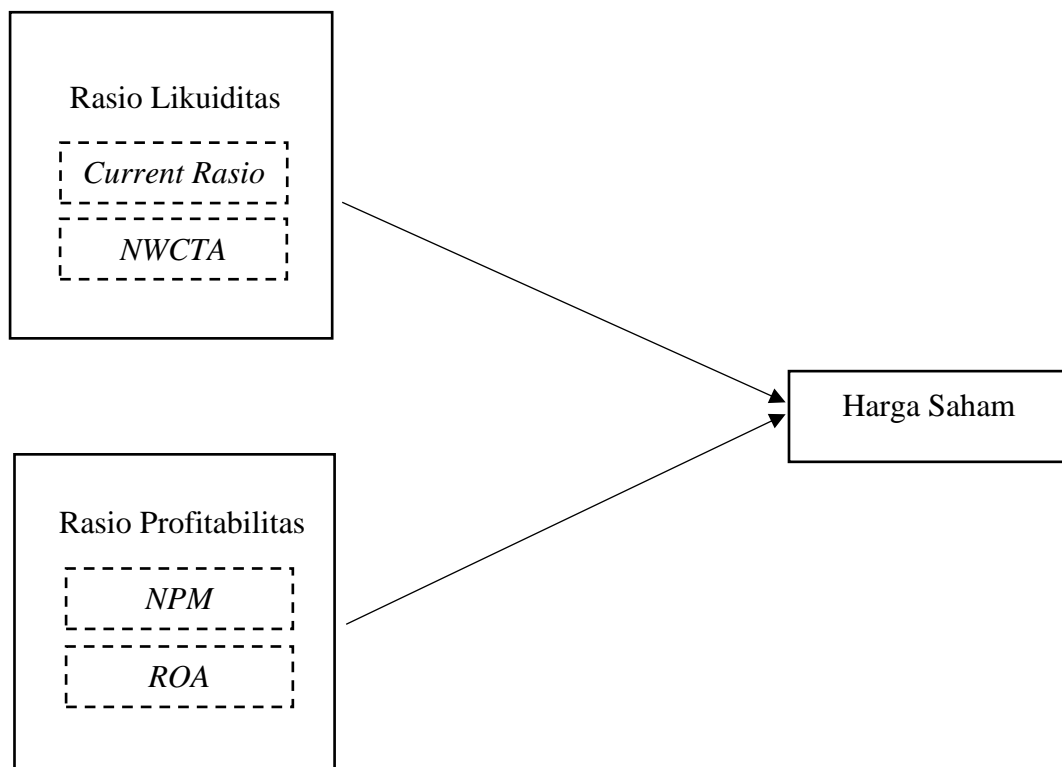 Rasio Likuiditas
Current Rasio
NWCTA
Harga Saham
Rasio Profitabilitas
NPM
ROA